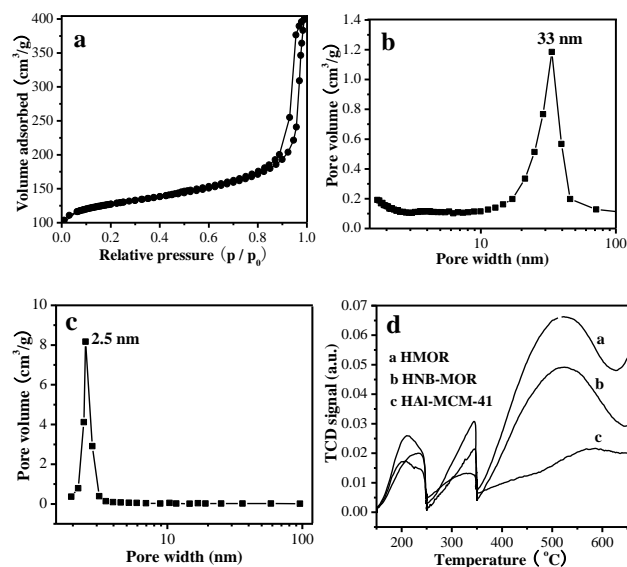 a
Volume adsorbed (cm³/g)
400
350
300
250
200
150
100
0.0 0.2 0.4 0.6 0.8 1.0
Relative pressure (p / p₀)
b
33 nm
Pore volume (cm³/g)
1.4
1.2
1.0
0.8
0.6
0.4
0.2
0.0
10 100
Pore width (nm)
c
2.5 nm
Pore volume (cm³/g)
10
8
6
4
2
0
10 100
Pore width (nm)
d
a HMOR
b HNB-MOR
c HAl-MCM-41
a
b
c
TCD signal (a.u.)
0.07
0.06
0.05
0.04
0.03
0.02
0.01
0.00
200 300 400 500 600
Temperature (°C)